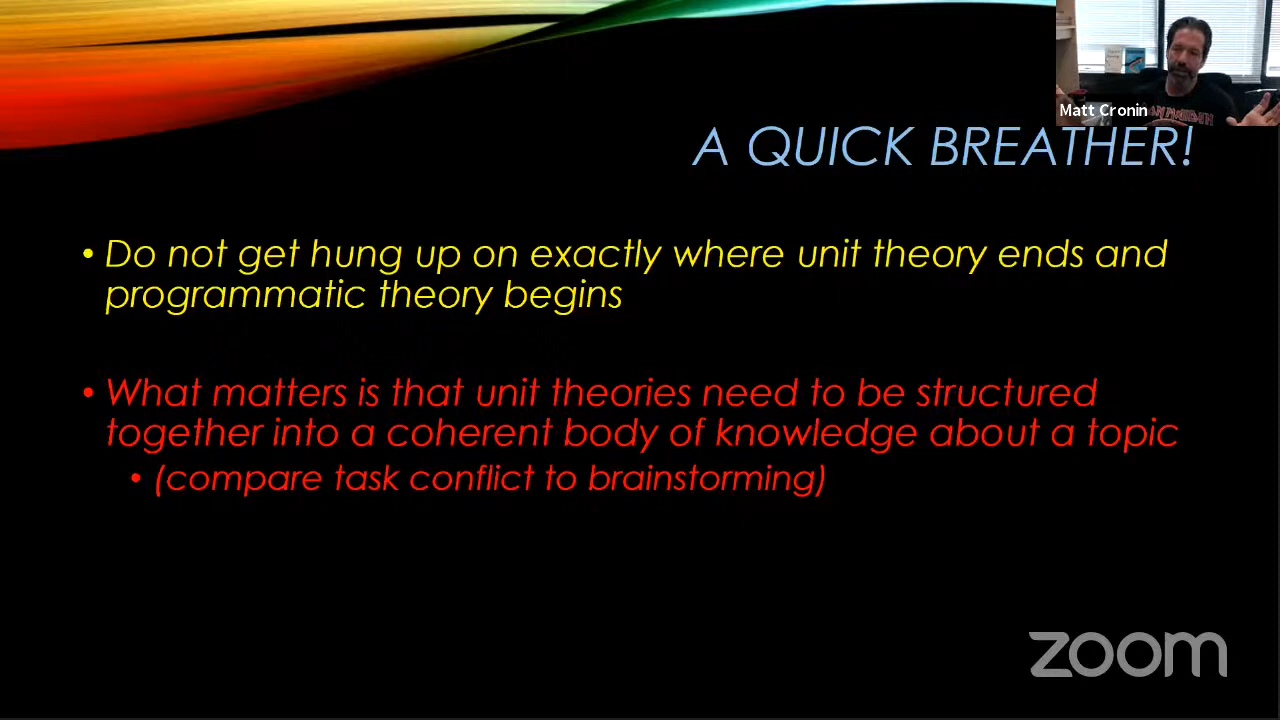 Matt Cronin
A QUICK BREATHER!
• Do not get hung up on exactly where unit theory ends and
programmatic theory begins
• What matters is that unit theories need to be structured
together into a coherent body of knowledge about a topic
• (compare task conflict to brainstorming)
zoom